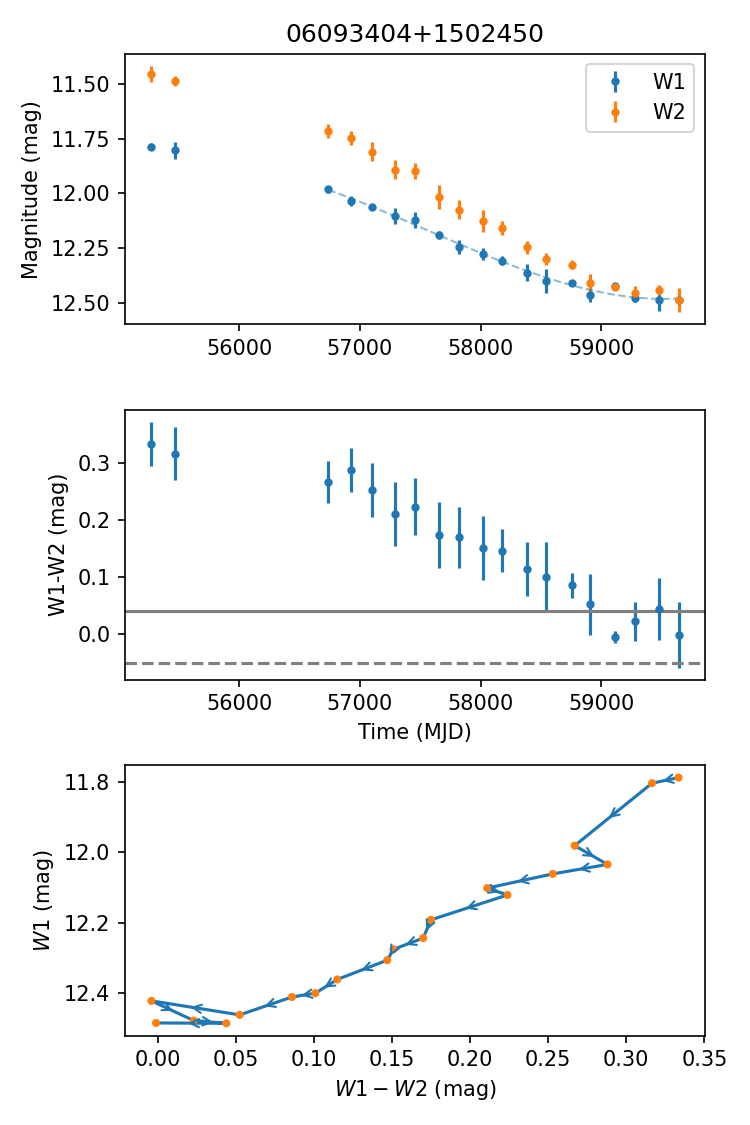 06093404+1502450
Magnitude (mag)
11.50
11.75
12.00
12.25
12.50
W1
W2
56000 57000 58000 59000
W1-W2 (mag)
0.3
0.2
0.1
0.0
56000 57000 58000 59000
Time (MJD)
W1 (mag)
11.8
12.0
12.2
12.4
0.00 0.05 0.10 0.15 0.20 0.25 0.30 0.35
W1 − W2 (mag)